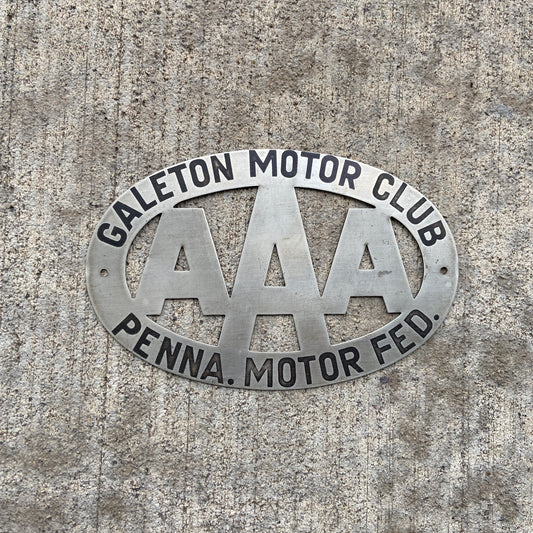 GALETON MOTOR CLUB
AAA
PENNA. MOTOR FED.